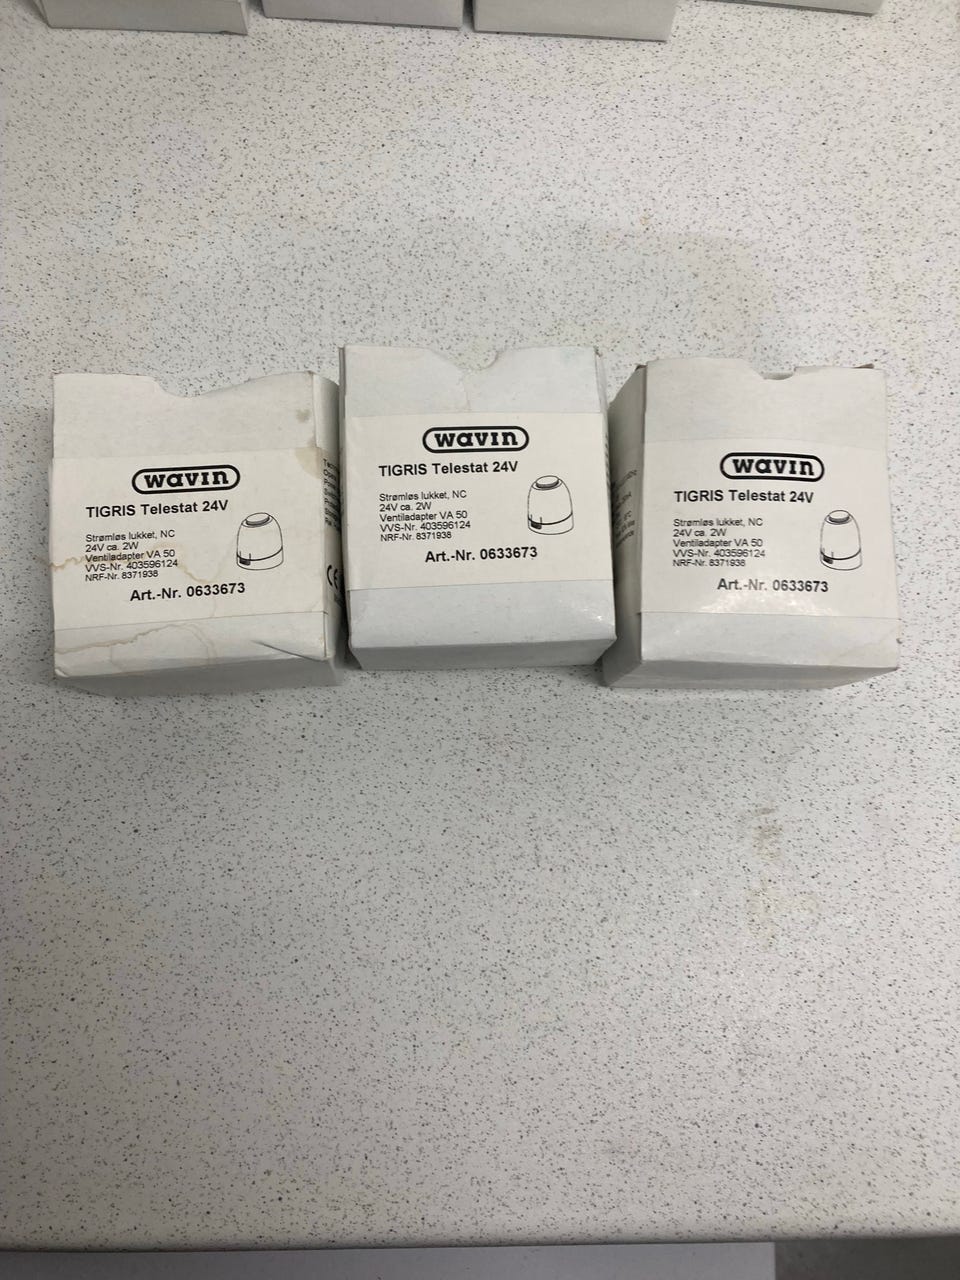 wavin
TIGRIS Telestat 24V
Strømløs lukket, NC
24V ca. 2W
Ventiladapter VA 50
VVS-Nr. 403596124
NRF-Nr. 8371938
Art.-Nr. 0633673
CE
wavin
TIGRIS Telestat 24V
Strømløs lukket, NC
24V ca. 2W
Ventiladapter VA 50
VVS-Nr. 403596124
NRF-Nr. 8371938
Art.-Nr. 0633673
wavin
TIGRIS Telestat 24V
Strømløs lukket, NC
24V ca. 2W
Ventiladapter VA 50
VVS-Nr. 403596124
NRF-Nr. 8371938
Art.-Nr. 0633673